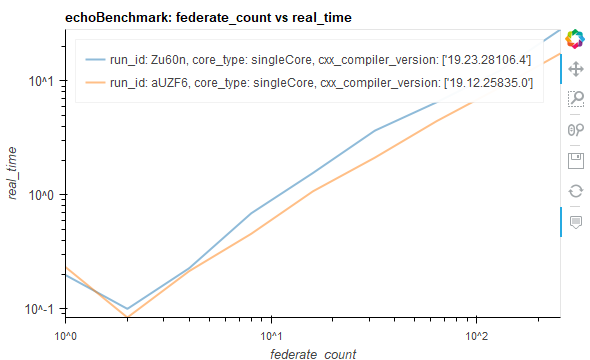 echoBenchmark: federate_count vs real_time
run_id: Zu60n, core_type: singleCore, cxx_compiler_version: ['19.23.28106.4']
run_id: aUZF6, core_type: singleCore, cxx_compiler_version: ['19.12.25835.0']
real_time
10^1
10^0
10^-1
10^0
10^1
10^2
federate_count